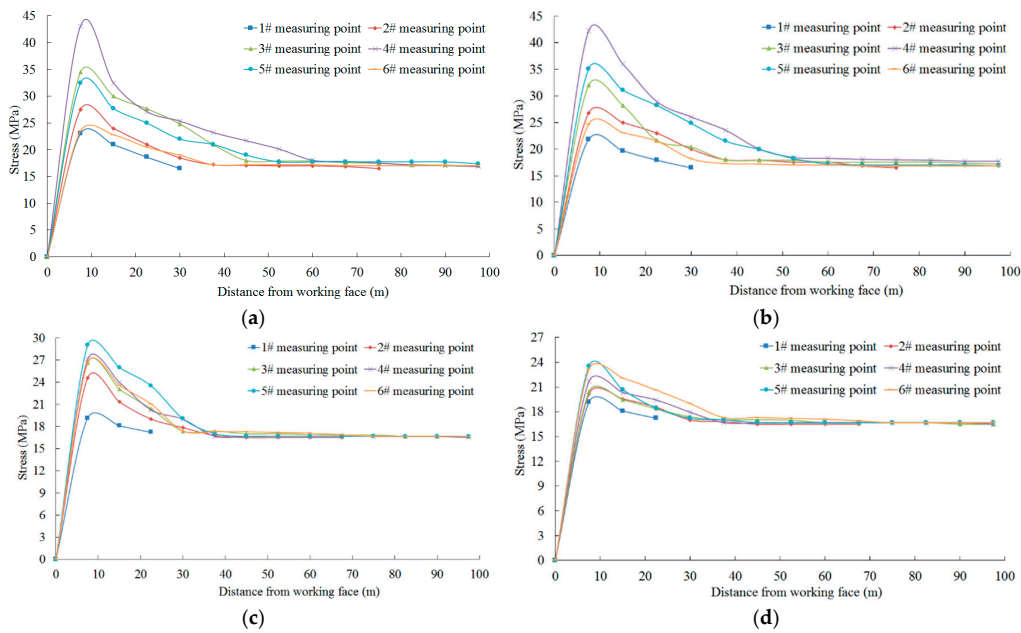 45
40
35
30
25
20
15
10
5
0
Stress (MPa)
1# measuring point 2# measuring point
3# measuring point 4# measuring point
5# measuring point 6# measuring point
0 10 20 30 40 50 60 70 80 90 100
Distance from working face (m)
(a)
45
40
35
30
25
20
15
10
5
0
Stress (MPa)
1# measuring point 2# measuring point
3# measuring point 4# measuring point
5# measuring point 6# measuring point
0 10 20 30 40 50 60 70 80 90 100
Distance from working face (m)
(b)
30
27
24
21
18
15
12
9
6
3
0
Stress (MPa)
1# measuring point 2# measuring point
3# measuring point 4# measuring point
5# measuring point 6# measuring point
0 10 20 30 40 50 60 70 80 90 100
Distance from working face (m)
(c)
27
24
21
18
15
12
9
6
3
0
Stress (MPa)
1# measuring point 2# measuring point
3# measuring point 4# measuring point
5# measuring point 6# measuring point
0 10 20 30 40 50 60 70 80 90 100
Distance from working face (m)
(d)